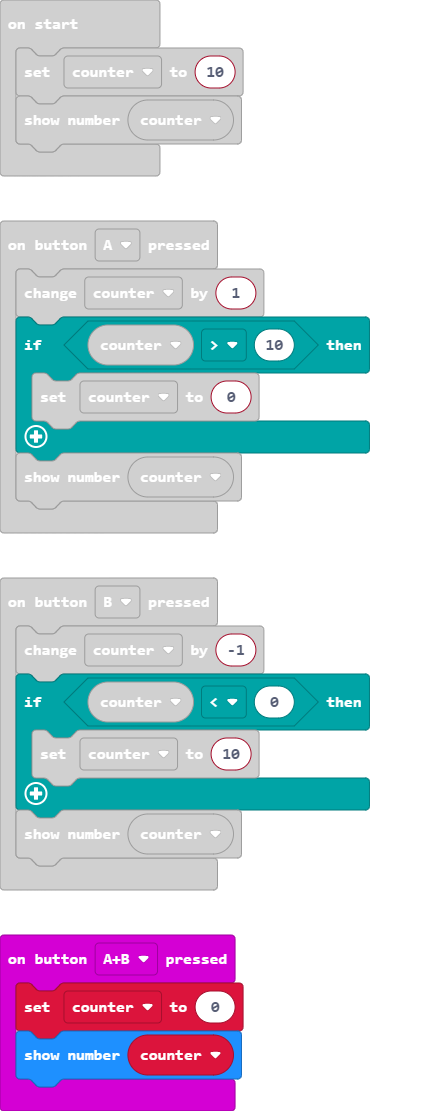 on start
set counter to 10
show number counter
on button A pressed
change counter by 1
if counter > 10 then
set counter to 0
show number counter
on button B pressed
change counter by -1
if counter < 0 then
set counter to 10
show number counter
on button A+B pressed
set counter to 0
show number counter